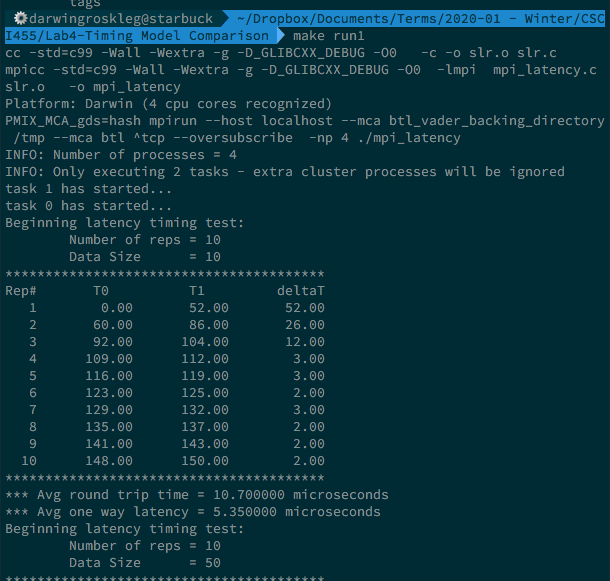 tags
darwingroskleg@starbuck ~/Dropbox/Documents/Terms/2020-01 - Winter/CSC
I455/Lab4-Timing Model Comparison make run1
cc -std=c99 -Wall -Wextra -g -D_GLIBCXX_DEBUG -O0   -c -o slr.o slr.c
mpicc -std=c99 -Wall -Wextra -g -D_GLIBCXX_DEBUG -O0  -lmpi  mpi_latency.c
slr.o   -o mpi_latency
Platform: Darwin (4 cpu cores recognized)
PMIX_MCA_gds=hash mpirun --host localhost --mca btl_vader_backing_directory
/tmp --mca btl ^tcp --oversubscribe  -np 4 ./mpi_latency
INFO: Number of processes = 4
INFO: Only executing 2 tasks - extra cluster processes will be ignored
task 1 has started...
task 0 has started...
Beginning latency timing test:
Number of reps = 10
Data Size     = 10
****************************************
Rep#       T0          T1         deltaT
1        0.00       52.00       52.00
2       60.00       86.00       26.00
3       92.00      104.00       12.00
4      109.00      112.00        3.00
5      116.00      119.00        3.00
6      123.00      125.00        2.00
7      129.00      132.00        3.00
8      135.00      137.00        2.00
9      141.00      143.00        2.00
10      148.00      150.00        2.00
****************************************
*** Avg round trip time = 10.700000 microseconds
*** Avg one way latency = 5.350000 microseconds
Beginning latency timing test:
Number of reps = 10
Data Size     = 50
****************************************